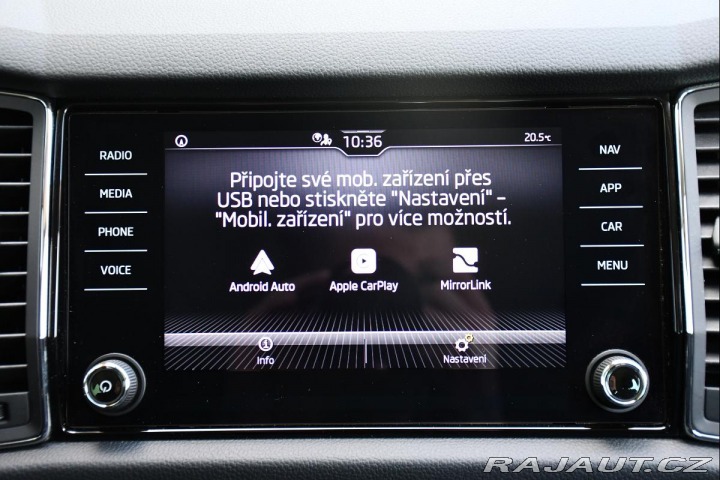 RADIO
MEDIA
PHONE
VOICE
10:36
20.5°C
Připojte své mob. zařízení přes
USB nebo stiskněte "Nastavení" –
"Mobil. zařízení" pro více možností.
Android Auto
Apple CarPlay
MirrorLink
Info
Nastavení
NAV
APP
CAR
MENU
RAJAUT.CZ